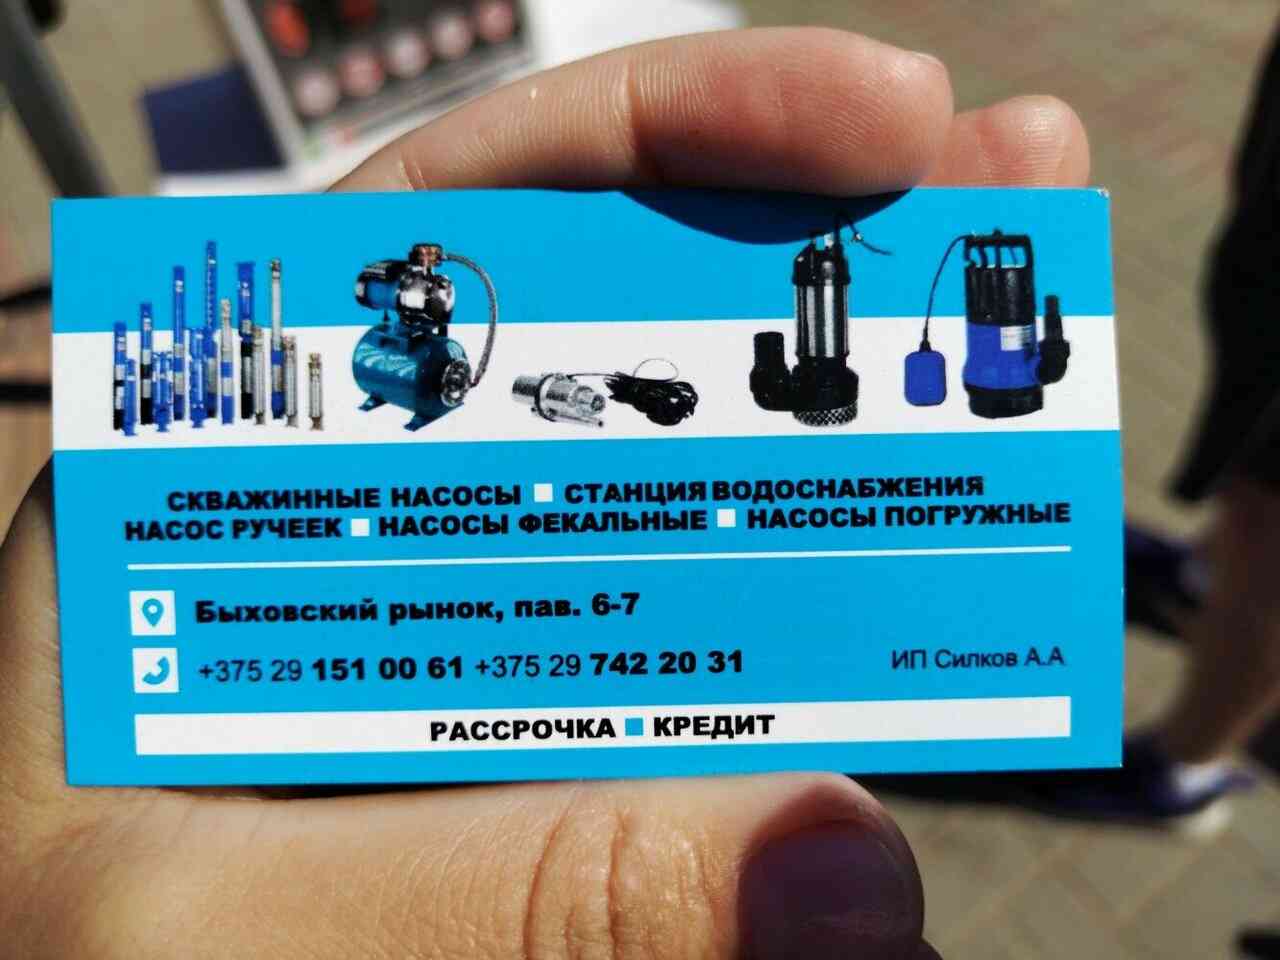 СКВАЖИННЫЕ НАСОСЫ ▪ СТАНЦИЯ ВОДОСНАБЖЕНИЯ
НАСОС РУЧЕЕК ▪ НАСОСЫ ФЕКАЛЬНЫЕ ▪ НАСОСЫ ПОГРУЖНЫЕ
Быховский рынок, пав. 6-7
+375 29 151 00 61 +375 29 742 20 31
ИП Силков А.А
РАССРОЧКА ▪ КРЕДИТ